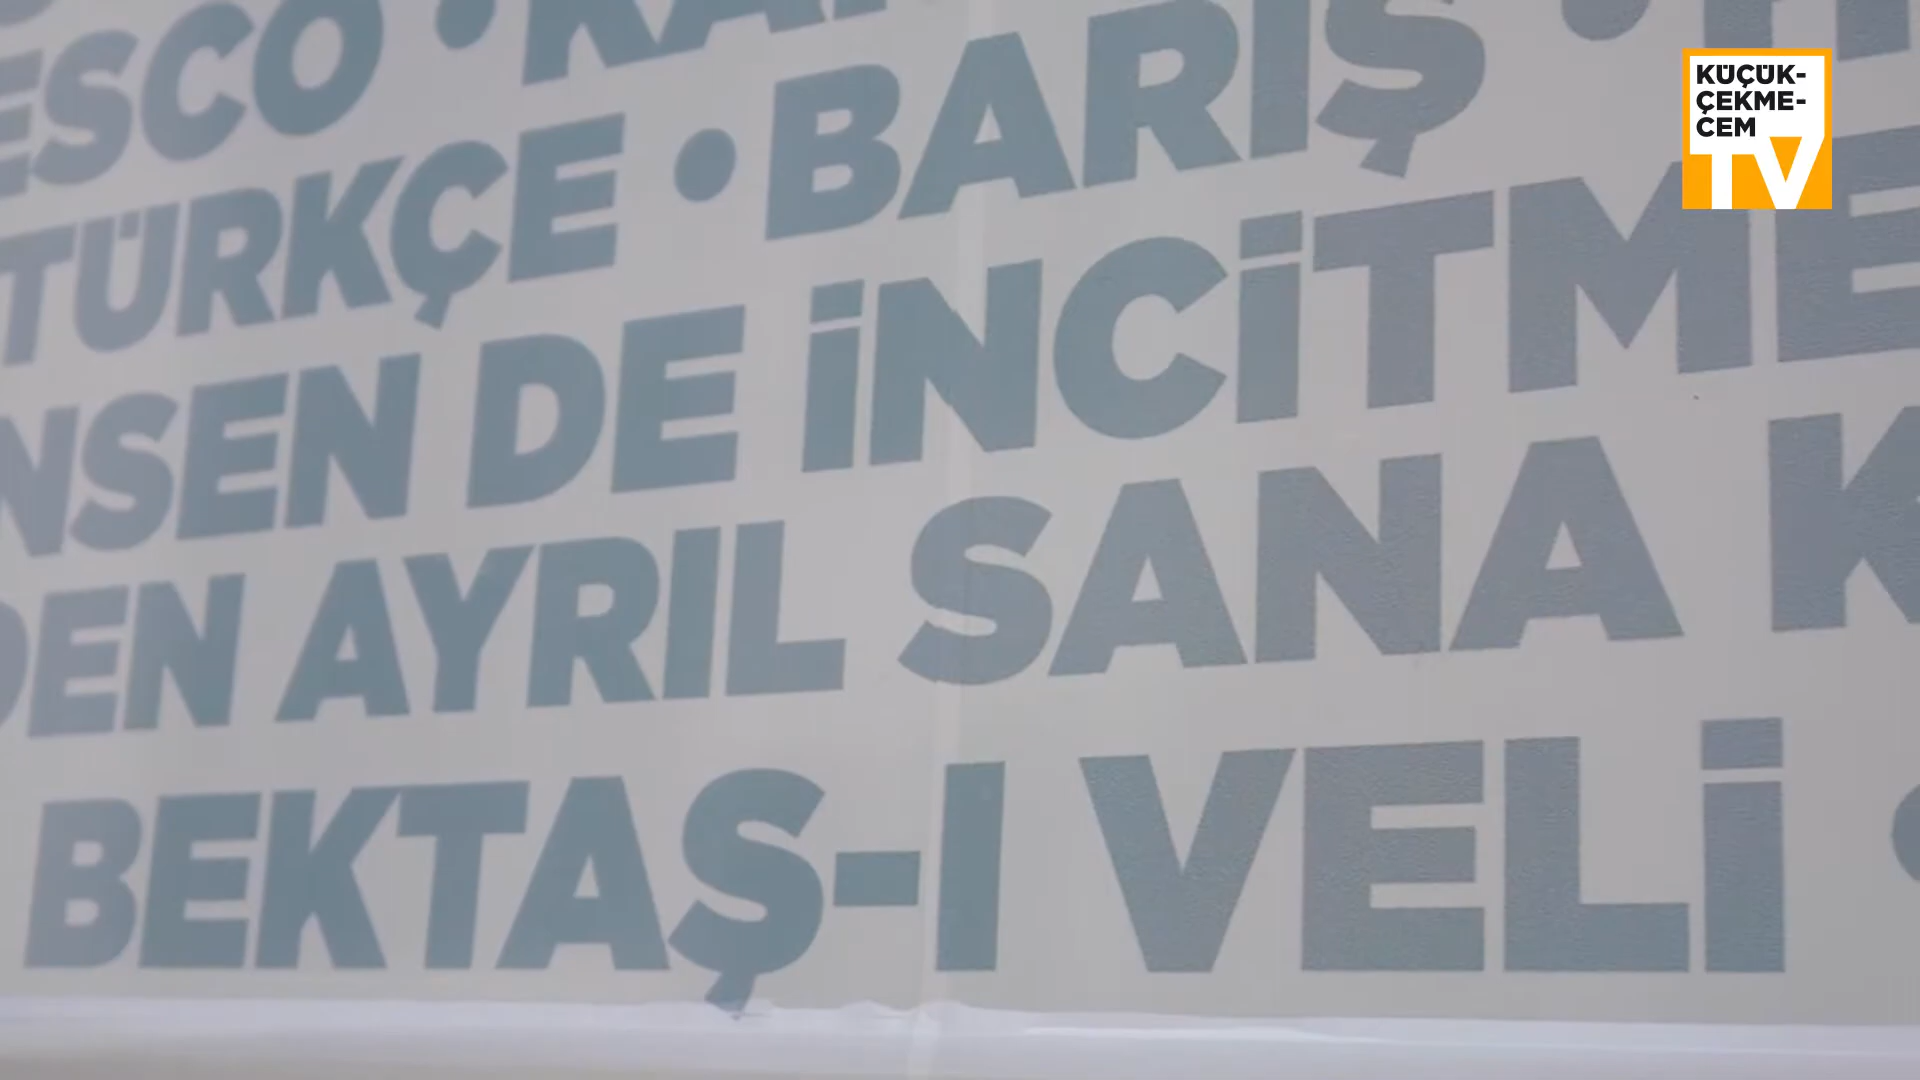 ESCO •
TÜRKÇE • BARIŞ •
NSEN DE İNCİTME
DEN AYRIL SANA K
BEKTAŞ-I VELİ •
KÜÇÜK-
ÇEKME-
CEM
TV